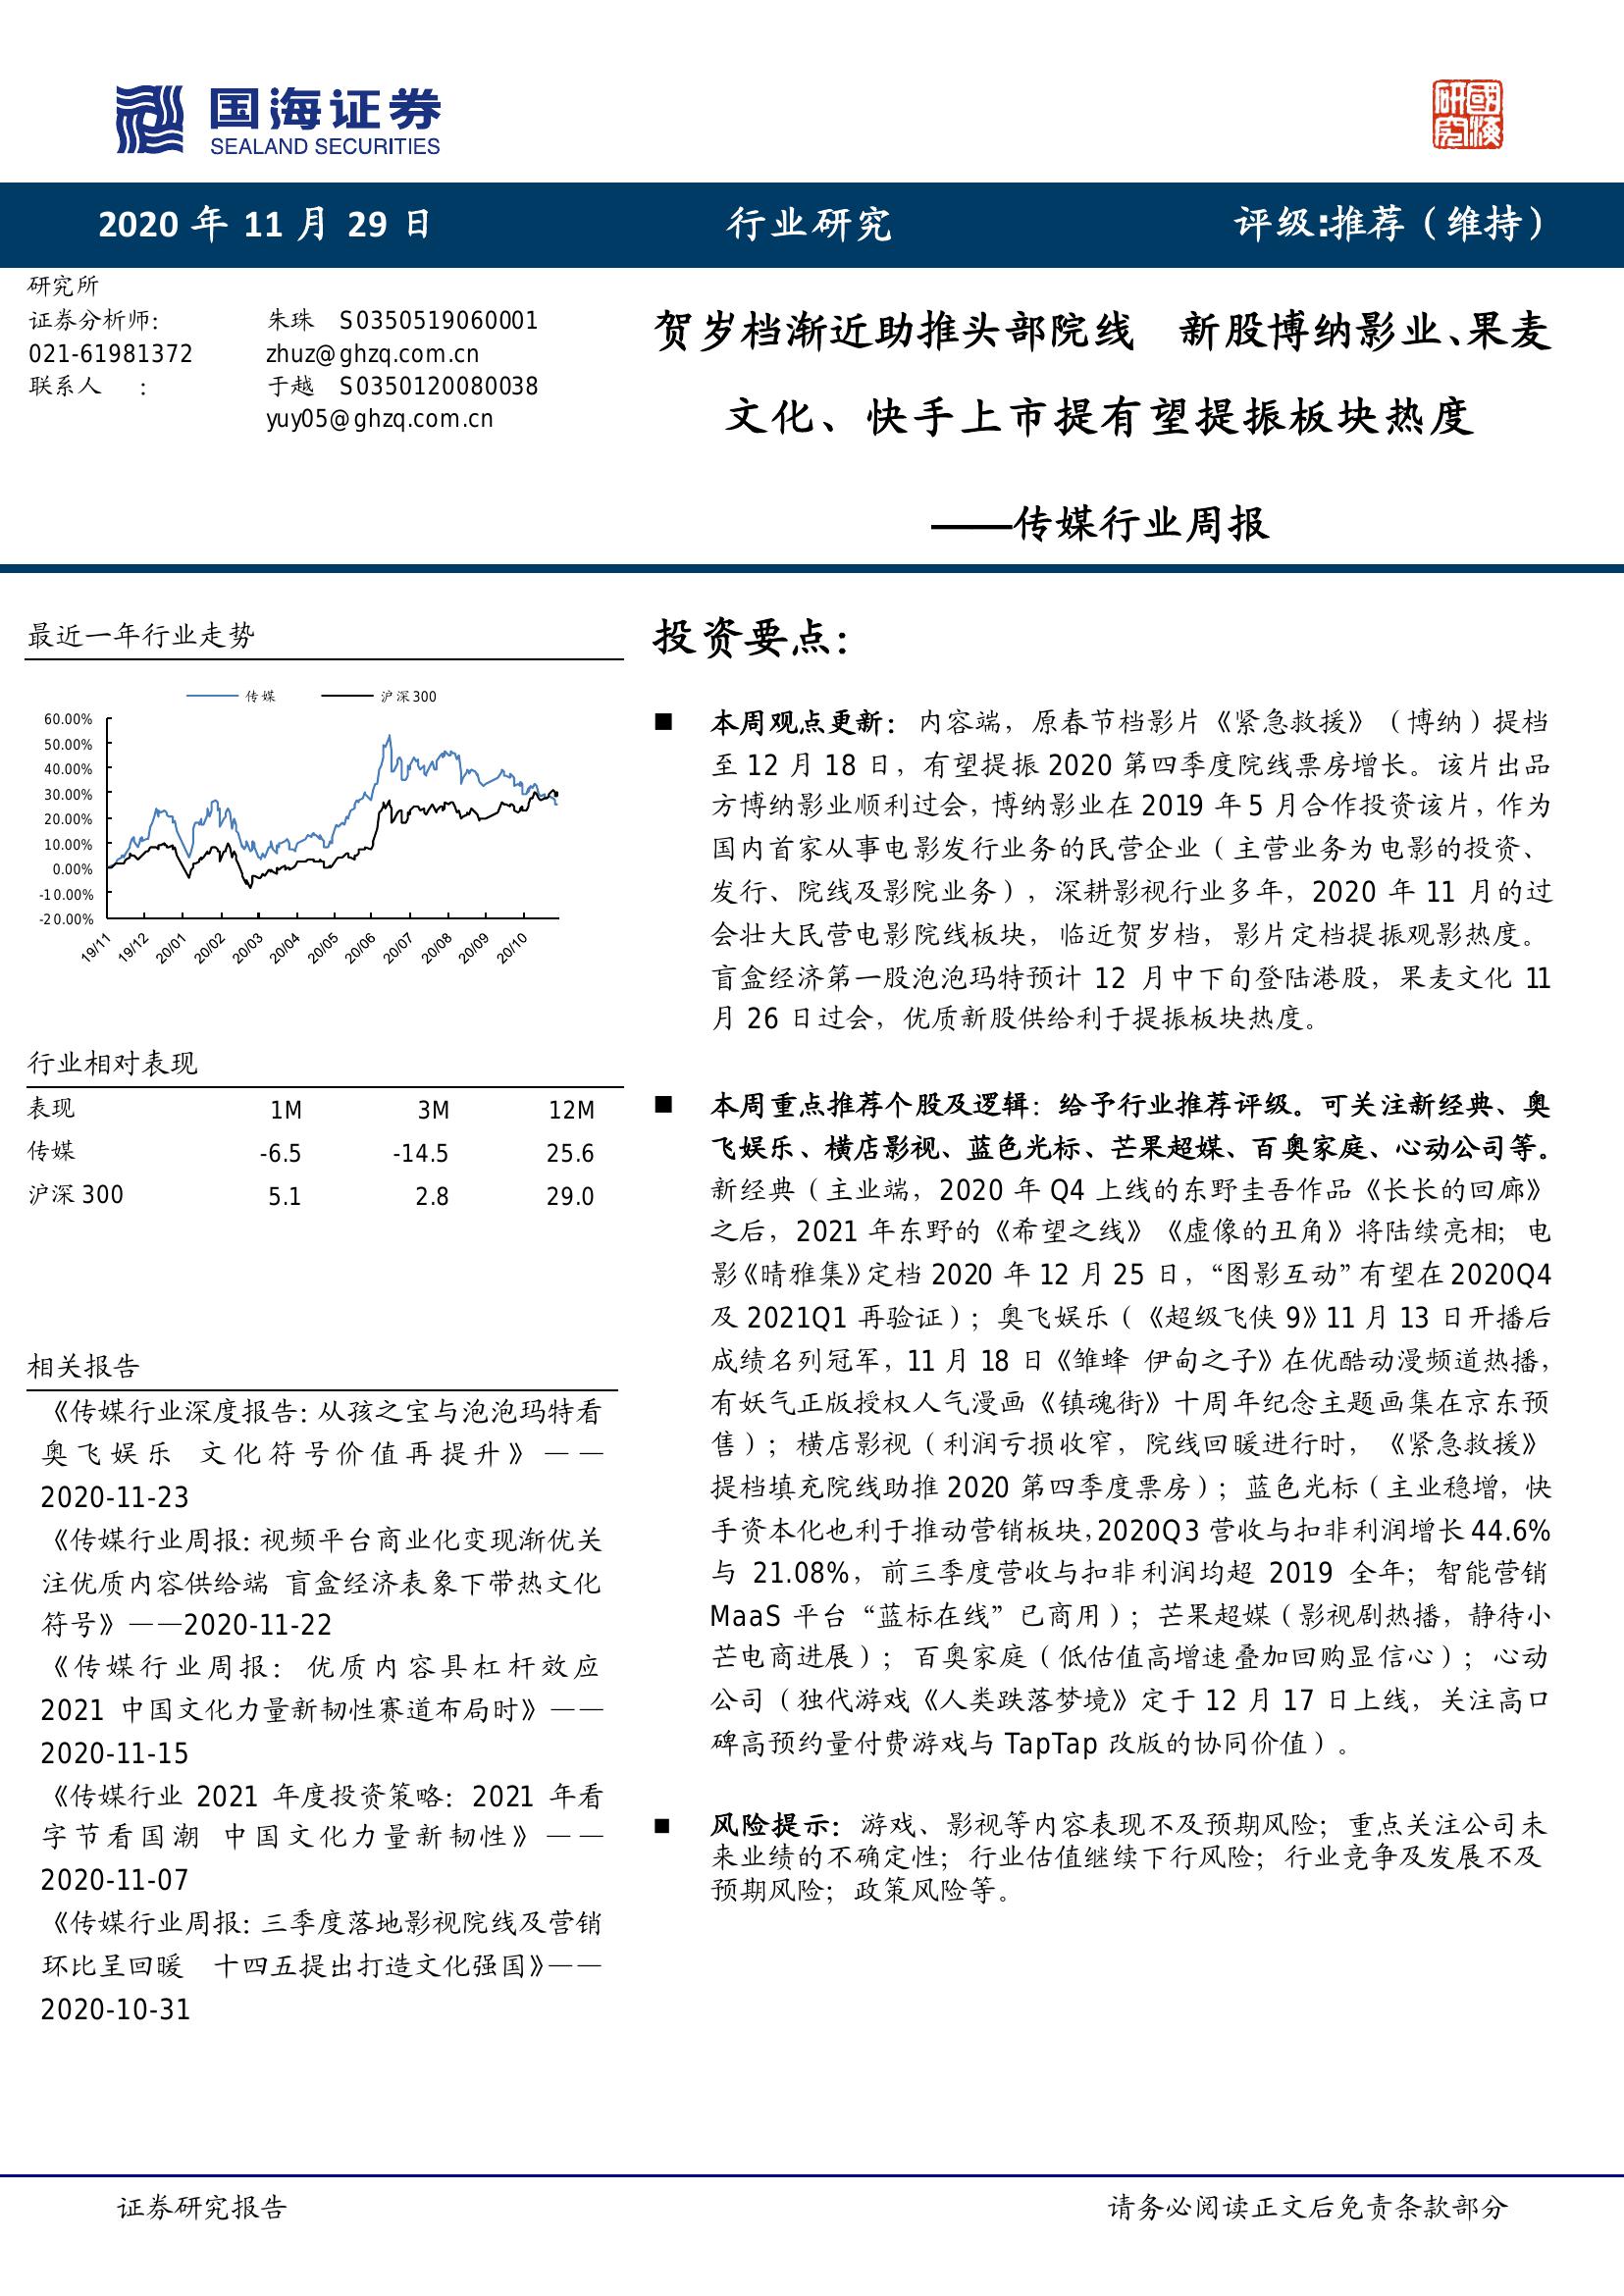 国海证券
SEALAND SECURITIES
國海研究
2020 年 11 月 29 日
行业研究
评级:推荐（维持）
研究所
证券分析师: 朱珠 S0350519060001
021-61981372 zhuz@ghzq.com.cn
联系人 : 于越 S0350120080038
yuy05@ghzq.com.cn
贺岁档渐近助推头部院线 新股博纳影业、果麦
文化、快手上市提有望提振板块热度
——传媒行业周报
最近一年行业走势
传媒 沪深300
60.00%
50.00%
40.00%
30.00%
20.00%
10.00%
0.00%
-10.00%
-20.00%
19/11 19/12 20/01 20/02 20/03 20/04 20/05 20/06 20/07 20/08 20/09 20/10
行业相对表现
表现 1M 3M 12M
传媒 -6.5 -14.5 25.6
沪深 300 5.1 2.8 29.0
相关报告
《传媒行业深度报告: 从孩之宝与泡泡玛特看
奥飞娱乐 文化符号价值再提升》——
2020-11-23
《传媒行业周报: 视频平台商业化变现渐优关
注优质内容供给端 盲盒经济表象下带热文化
符号》——2020-11-22
《传媒行业周报: 优质内容具杠杆效应
2021 中国文化力量新韧性赛道布局时》——
2020-11-15
《传媒行业 2021 年度投资策略: 2021 年看
字节看国潮 中国文化力量新韧性》——
2020-11-07
《传媒行业周报: 三季度落地影视院线及营销
环比呈回暖 十四五提出打造文化强国》——
2020-10-31
投资要点:
■ 本周观点更新: 内容端，原春节档影片《紧急救援》（博纳）提档
至 12 月 18 日，有望提振 2020 第四季度院线票房增长。该片出品
方博纳影业顺利过会，博纳影业在 2019 年 5 月合作投资该片，作为
国内首家从事电影发行业务的民营企业（主营业务为电影的投资、
发行、院线及影院业务），深耕影视行业多年，2020 年 11 月的过
会壮大民营电影院线板块，临近贺岁档，影片定档提振观影热度。
盲盒经济第一股泡泡玛特预计 12 月中下旬登陆港股，果麦文化 11
月 26 日过会，优质新股供给利于提振板块热度。
■ 本周重点推荐个股及逻辑: 给予行业推荐评级。可关注新经典、奥
飞娱乐、横店影视、蓝色光标、芒果超媒、百奥家庭、心动公司等。
新经典（主业端，2020 年 Q4 上线的东野圭吾作品《长长的回廊》
之后，2021 年东野的《希望之线》《虚像的丑角》将陆续亮相；电
影《晴雅集》定档 2020 年 12 月 25 日，“图影互动”有望在 2020Q4
及 2021Q1 再验证）；奥飞娱乐（《超级飞侠 9》11 月 13 日开播后
成绩名列冠军，11 月 18 日《雏蜂 伊甸之子》在优酷动漫频道热播，
有妖气正版授权人气漫画《镇魂街》十周年纪念主题画集在京东预
售）；横店影视（利润亏损收窄，院线回暖进行时，《紧急救援》
提档填充院线助推 2020 第四季度票房）；蓝色光标（主业稳增，快
手资本化也利于推动营销板块，2020Q3 营收与扣非利润增长 44.6%
与 21.08%，前三季度营收与扣非利润均超 2019 全年；智能营销
MaaS 平台“蓝标在线”已商用）；芒果超媒（影视剧热播，静待小
芒电商进展）；百奥家庭（低估值高增速叠加回购显信心）；心动
公司（独代游戏《人类跌落梦境》定于 12 月 17 日上线，关注高口
碑高预约量付费游戏与 TapTap 改版的协同价值）。
■ 风险提示: 游戏、影视等内容表现不及预期风险；重点关注公司未
来业绩的不确定性；行业估值继续下行风险；行业竞争及发展不及
预期风险；政策风险等。
证券研究报告
请务必阅读正文后免责条款部分